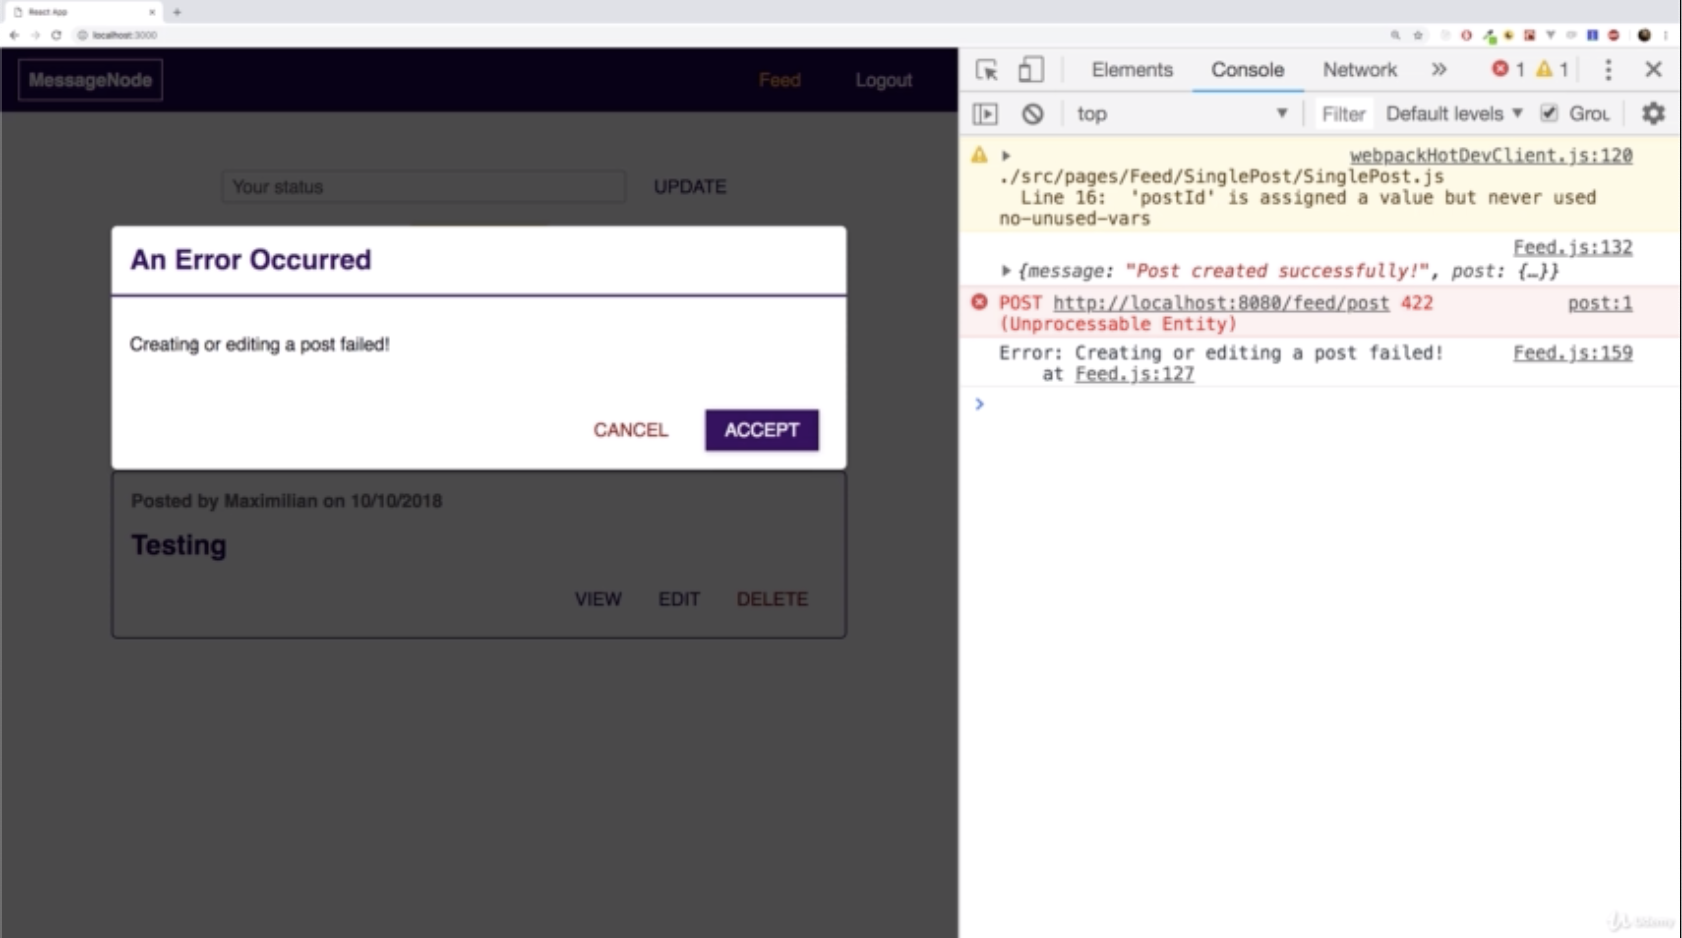 React App
localhost:3000
MessageNode
Feed
Logout
Your status
UPDATE
An Error Occurred
Creating or editing a post failed!
CANCEL
ACCEPT
Posted by Maximilian on 10/10/2018
Testing
VIEW
EDIT
DELETE
Elements
Console
Network
1
1
top
Filter
Default levels
Grou
webpackHotDevClient.js:120
./src/pages/Feed/SinglePost/SinglePost.js
Line 16: 'postId' is assigned a value but never used
no-unused-vars
Feed.js:132
{message: "Post created successfully!", post: {…}}
POST http://localhost:8080/feed/post 422
post:1
(Unprocessable Entity)
Error: Creating or editing a post failed!
Feed.js:159
at Feed.js:127
Udemy